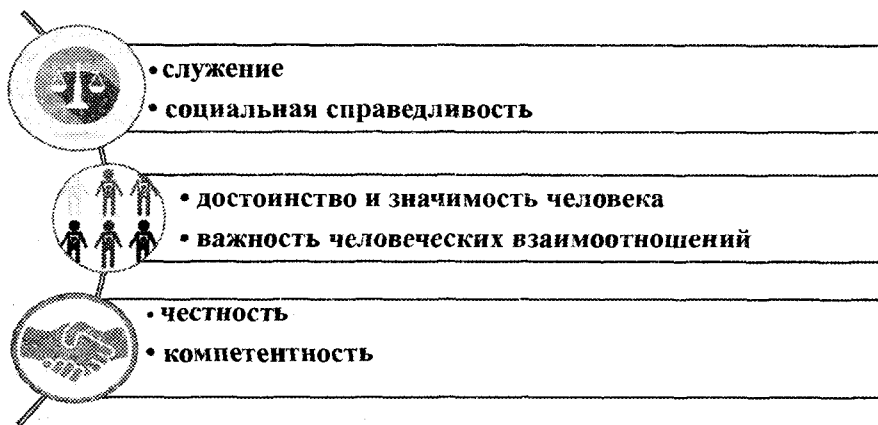 • служение
• социальная справедливость
• достоинство и значимость человека
• важность человеческих взаимоотношений
• честность
• компетентность